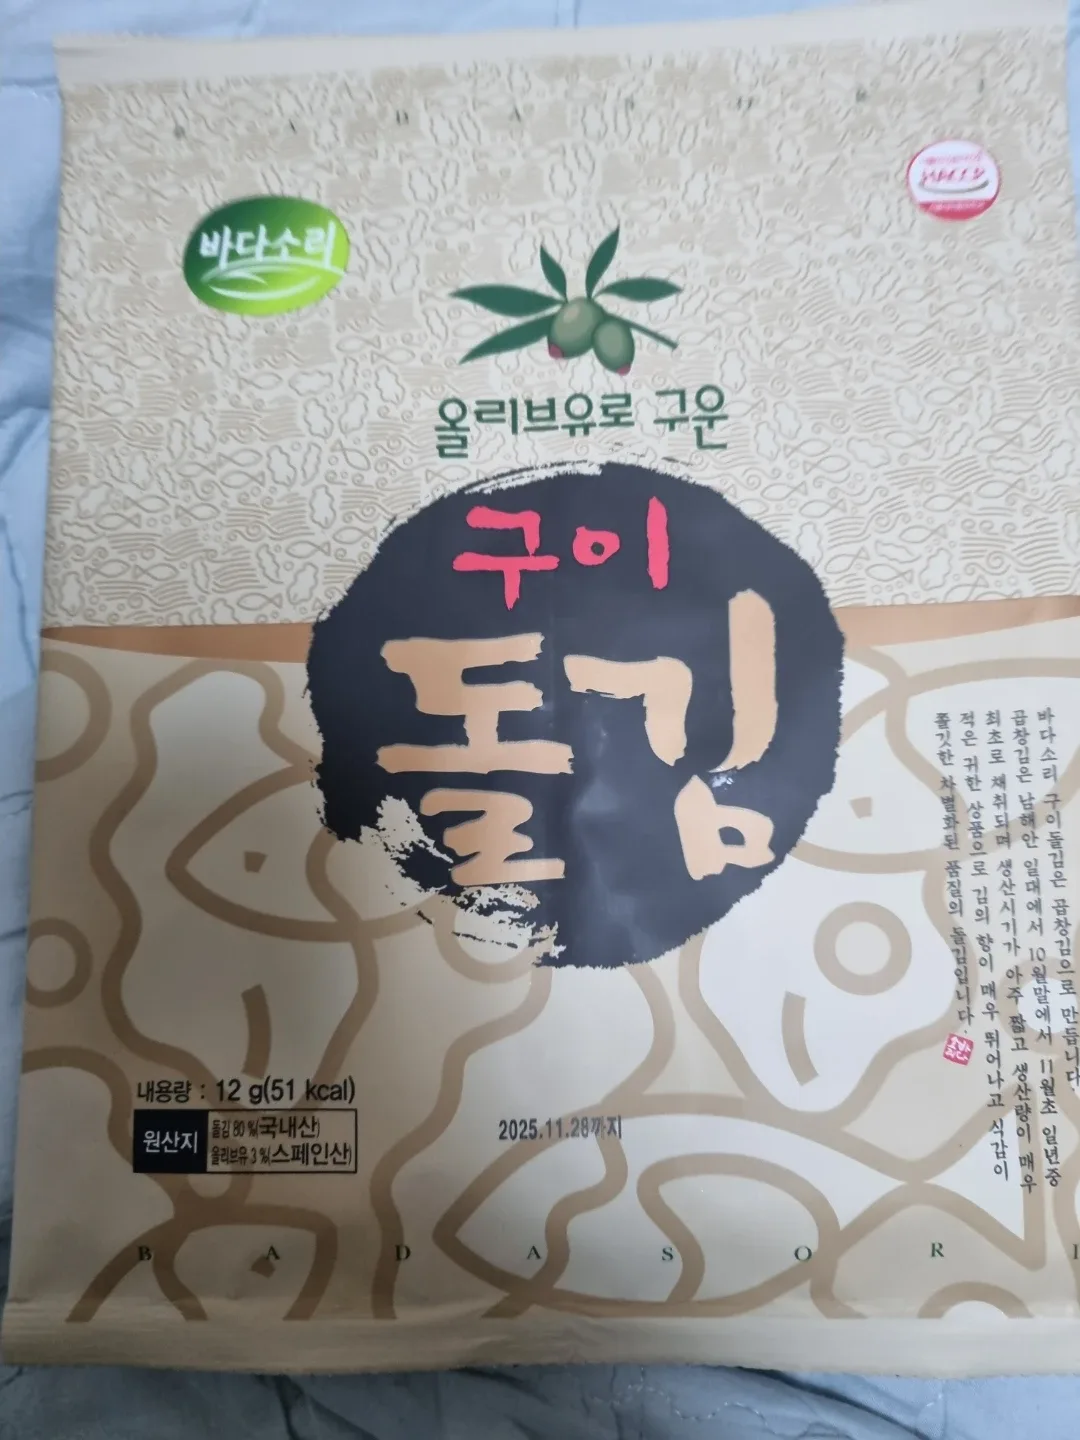 바다소리
올리브유로 구운
구이
돌김
바다소리 구이돌김은 곱창김으로 만듭니다.
곱창김은 남해안 일대에서 10월말에서 11월초 일년중
최초로 채취되며 생산시기가 아주 짧고 생산량이 매우
적은 귀한 상품으로 김의 향이 매우 뛰어나고 식감이
쫄깃한 차별화된 품질의 돌김입니다.
내용량 : 12 g(51 kcal)
원산지
돌김 80 %(국내산)
올리브유 3 %(스페인산)
2025.11.28까지
B A D A S O R I